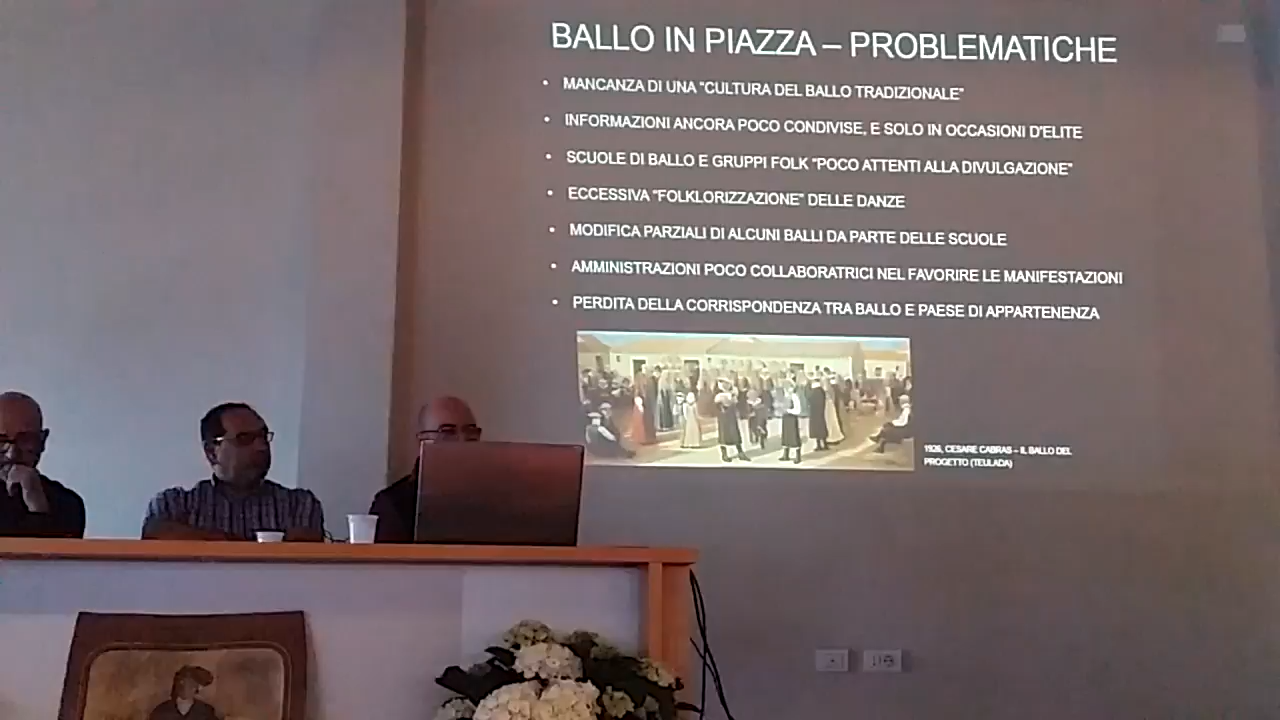 BALLO IN PIAZZA – PROBLEMATICHE
• MANCANZA DI UNA "CULTURA DEL BALLO TRADIZIONALE"
• INFORMAZIONI ANCORA POCO CONDIVISE, E SOLO IN OCCASIONI D'ELITE
• SCUOLE DI BALLO E GRUPPI FOLK "POCO ATTENTI ALLA DIVULGAZIONE"
• ECCESSIVA "FOLKLORIZZAZIONE" DELLE DANZE
• MODIFICA PARZIALI DI ALCUNI BALLI DA PARTE DELLE SCUOLE
• AMMINISTRAZIONI POCO COLLABORATRICI NEL FAVORIRE LE MANIFESTAZIONI
• PERDITA DELLA CORRISPONDENZA TRA BALLO E PAESE DI APPARTENENZA
CESARE CABRAS – IL BALLO DEL
PROGETTO (TEULADA)